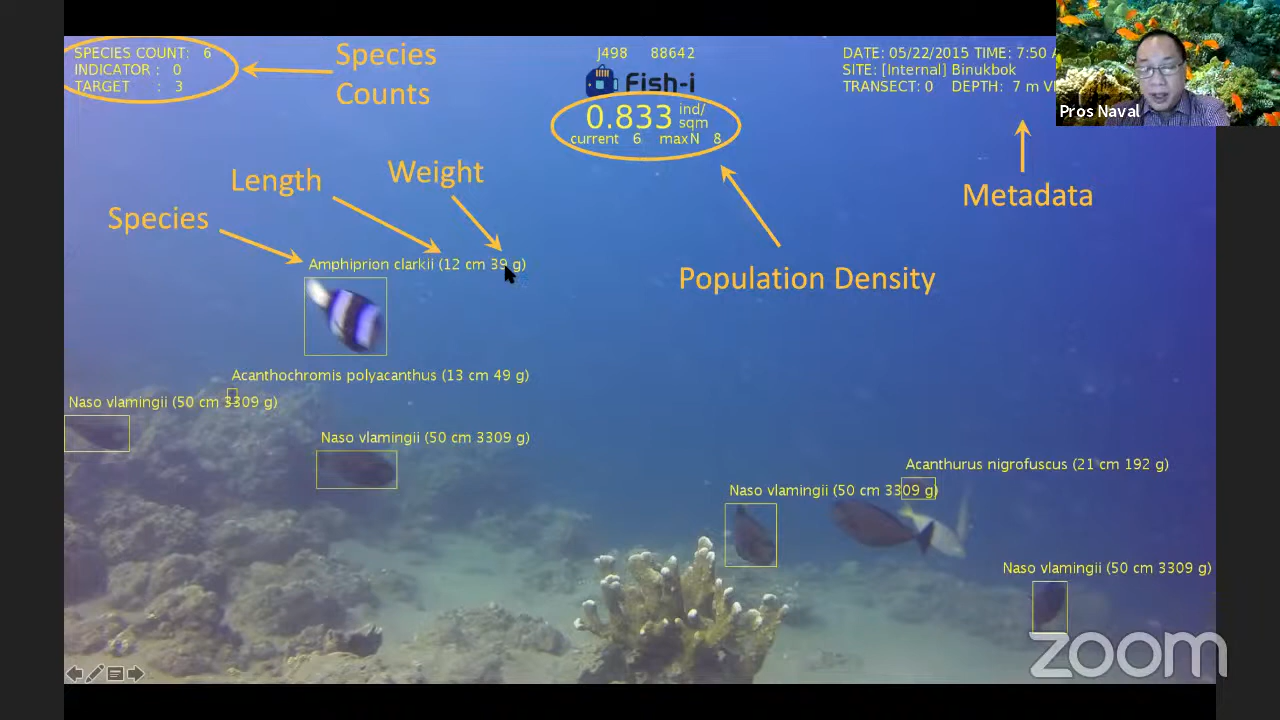 SPECIES COUNT: 6
INDICATOR : 0
TARGET : 3
Species
Counts
J498 88642
Fish-i
0.833 ind/
sqm
current 6 maxN 8
DATE: 05/22/2015 TIME: 7:50
SITE: [Internal] Binukbok
TRANSECT: 0 DEPTH: 7 m
Pros Naval
Metadata
Population Density
Weight
Length
Species
Amphiprion clarkii (12 cm 39 g)
Acanthochromis polyacanthus (13 cm 49 g)
Naso vlamingii (50 cm 3309 g)
Naso vlamingii (50 cm 3309 g)
Acanthurus nigrofuscus (21 cm 192 g)
Naso vlamingii (50 cm 3309 g)
Naso vlamingii (50 cm 3309 g)
zoom